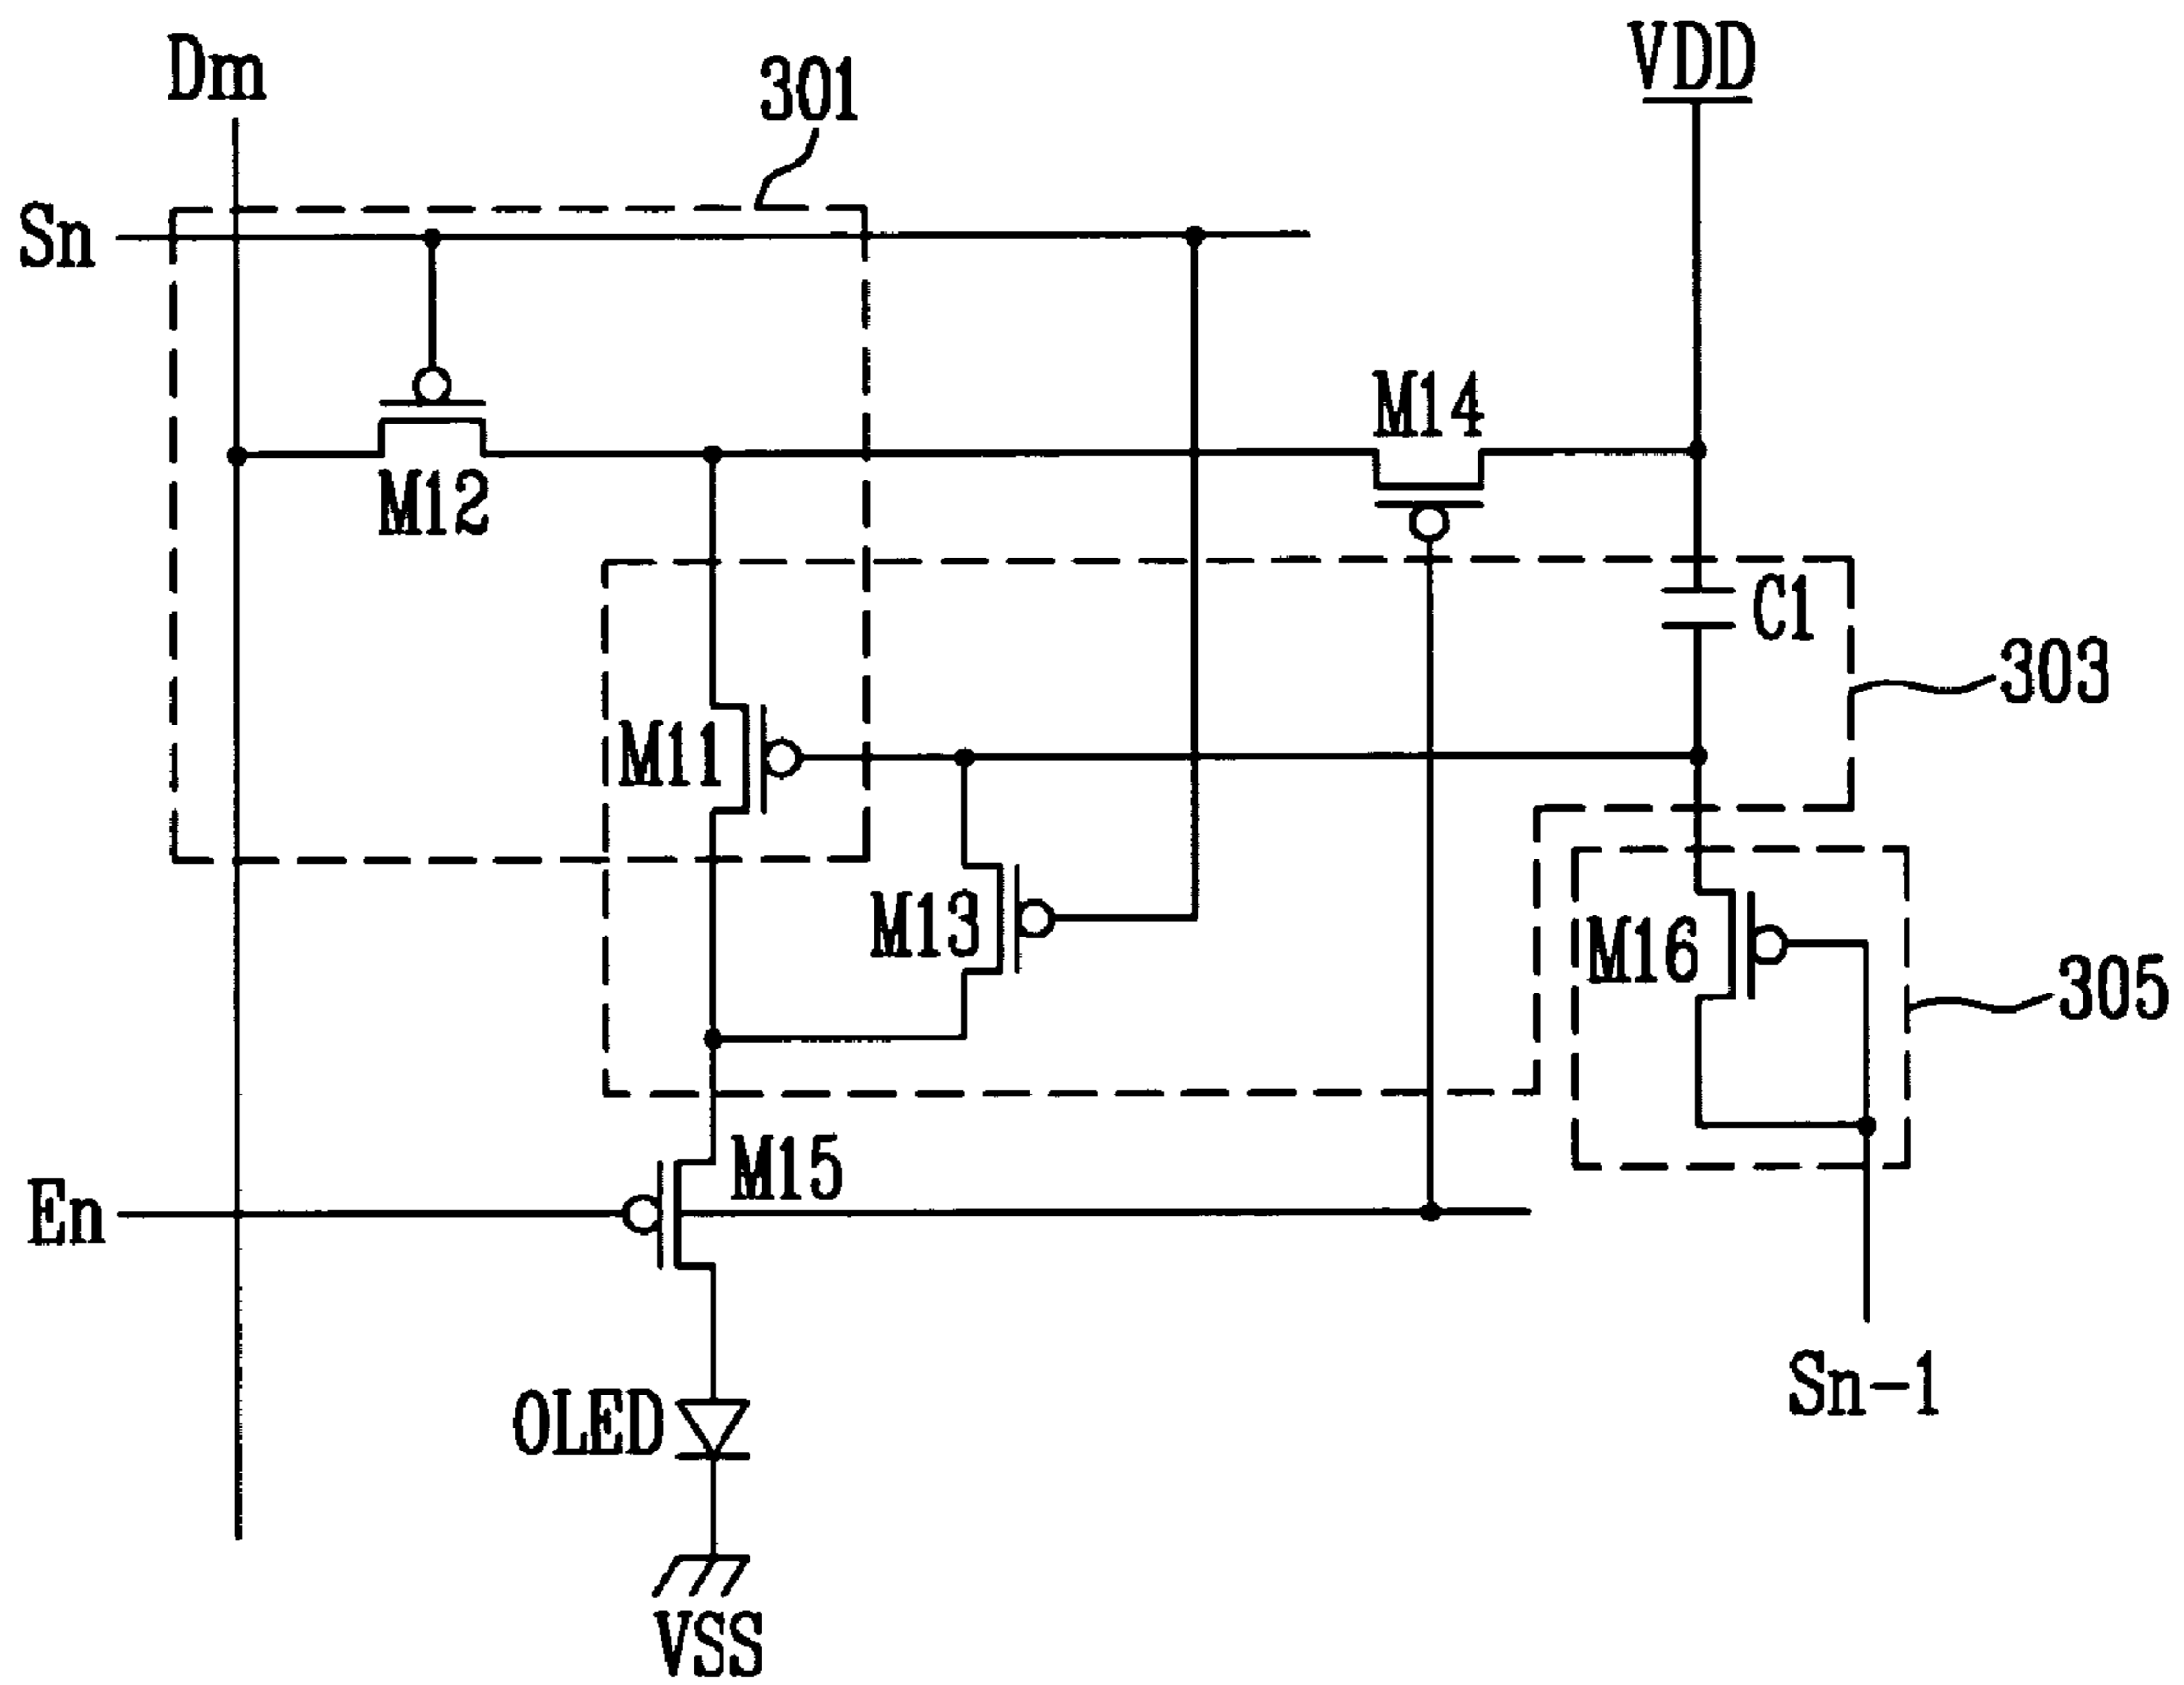 Dm
301
VDD
Sn
M14
M12
C1
303
M11
M13
M16
305
M15
En
Sn-1
OLED
VSS